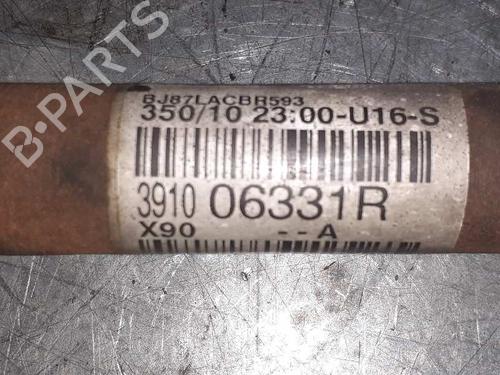 B-PARTS
BJ87LACBR593
350/10 23:00-U16-S
3910 06331R
X90 --A